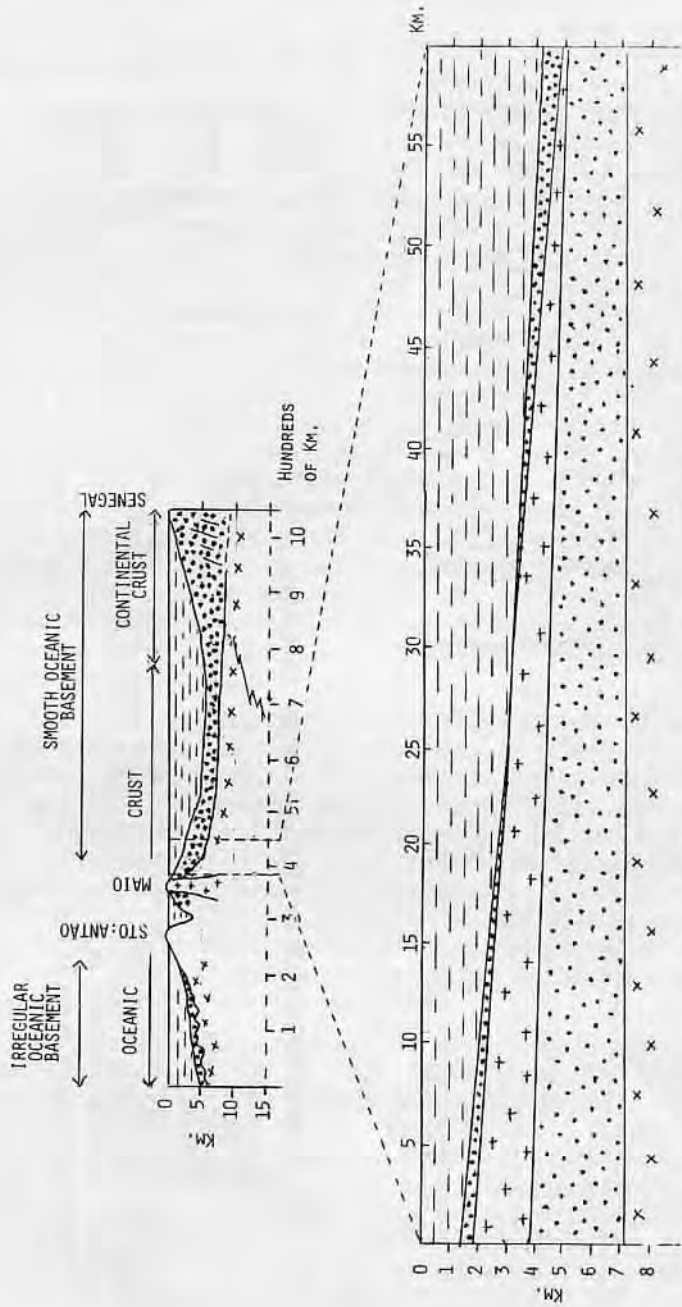 IRREGULAR
OCEANIC
BASEMENT
SMOOTH OCEANIC
BASEMENT
OCEANIC
STO:ANTÃO
MAIO
CRUST
CONTINENTAL
CRUST
SENEGAL
0
5
10
15
KM.
1
2
3
4
5
6
7
8
9
10
HUNDREDS
OF KM.
5
10
15
20
25
30
35
40
45
50
55
KM.
0
1
2
3
4
5
6
7
8
KM.